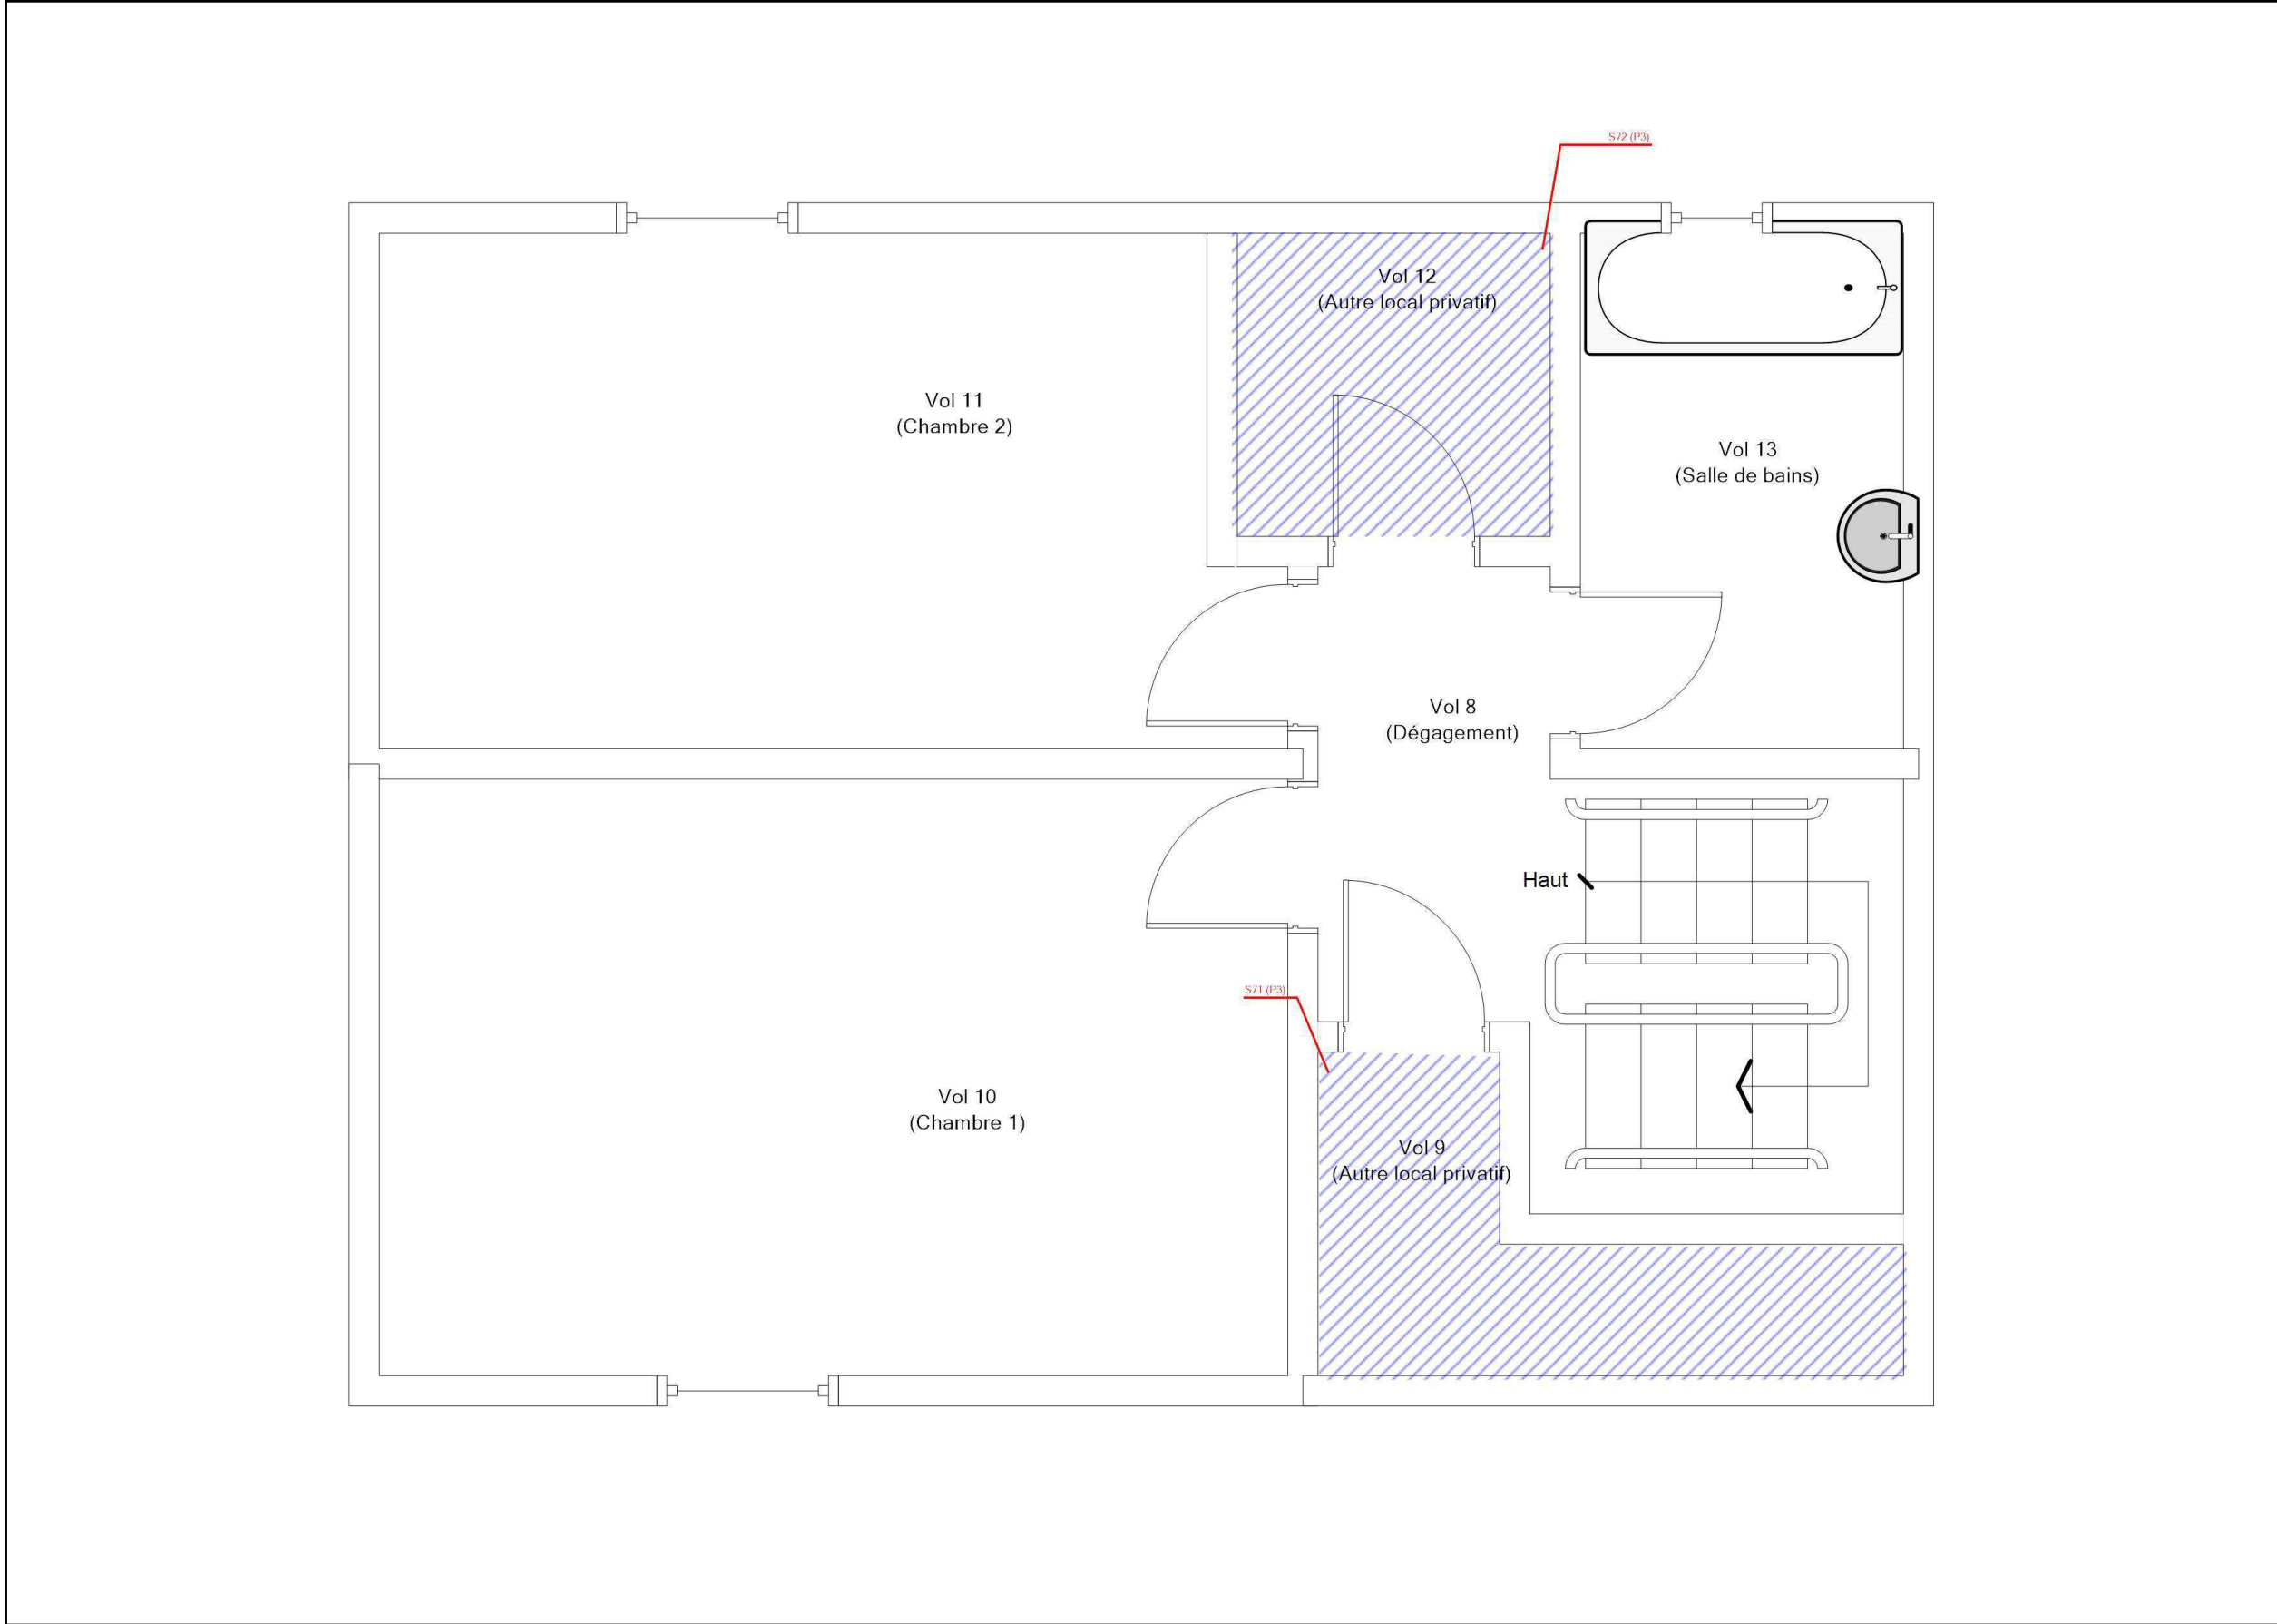 S72 (P3)
Vol 12
(Autre local privatif)
Vol 11
(Chambre 2)
Vol 13
(Salle de bains)
Vol 8
(Dégagement)
Haut
S71 (P3)
Vol 10
(Chambre 1)
Vol 9
(Autre local privatif)